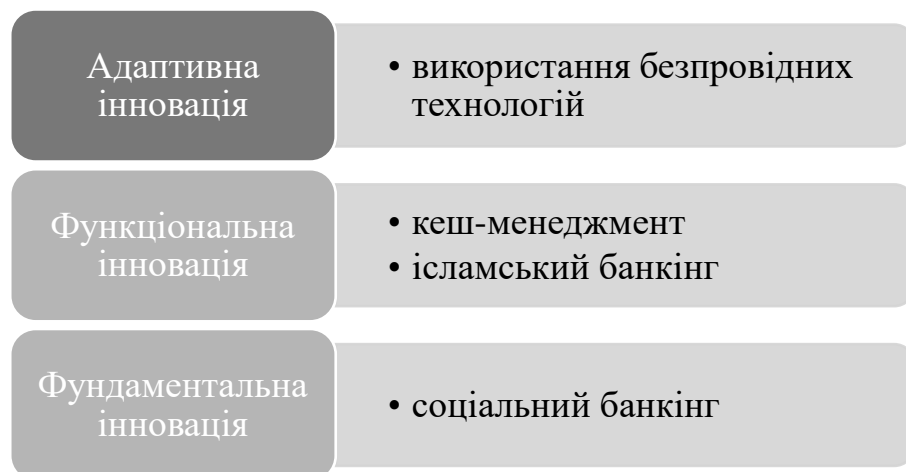 Адаптивна
інновація
• використання безпровідних
технологій
Функціональна
інновація
• кеш-менеджмент
• ісламський банкінг
Фундаментальна
інновація
• соціальний банкінг